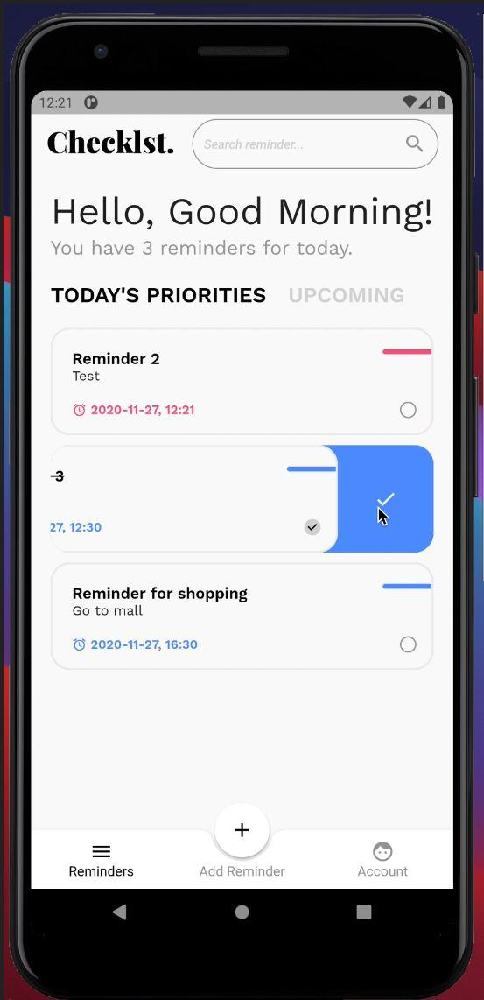 12:21
Checklst.
Search reminder...
Hello, Good Morning!
You have 3 reminders for today.
TODAY'S PRIORITIES UPCOMING
Reminder 2
Test
2020-11-27, 12:21
3
27, 12:30
Reminder for shopping
Go to mall
2020-11-27, 16:30
+
Reminders Add Reminder Account